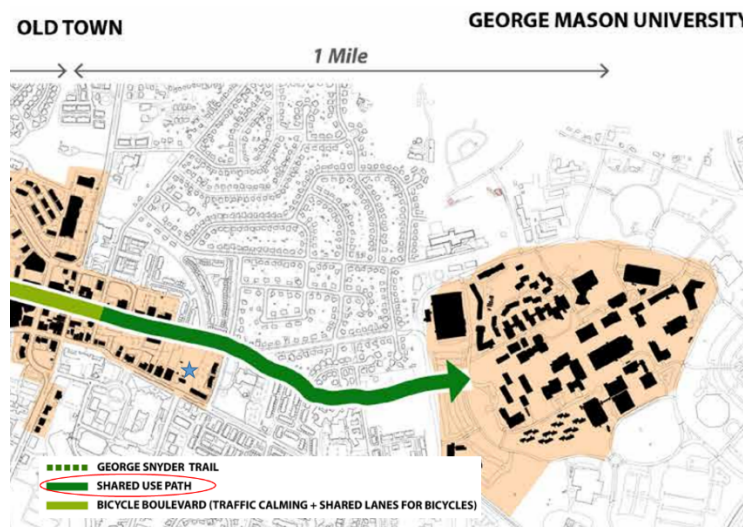 OLD TOWN
GEORGE MASON UNIVERSITY
1 Mile
GEORGE SNYDER TRAIL
SHARED USE PATH
BICYCLE BOULEVARD (TRAFFIC CALMING + SHARED LANES FOR BICYCLES)